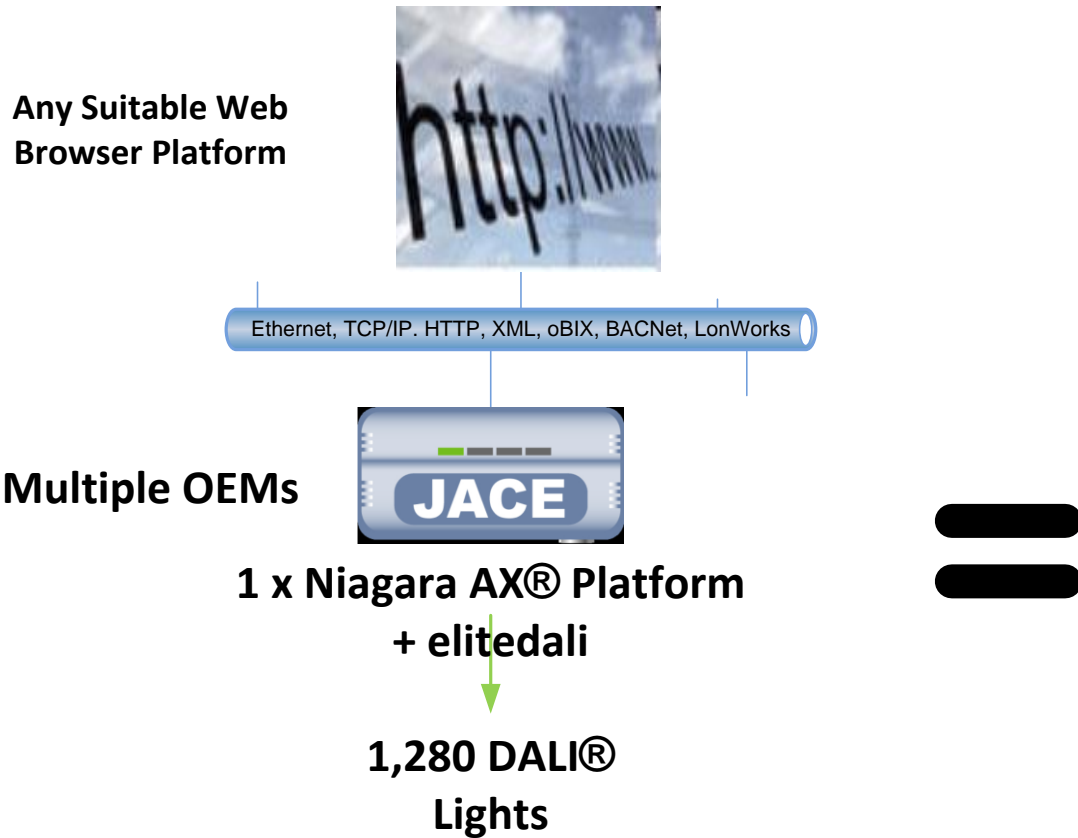 Any Suitable Web
Browser Platform
http://www.
Ethernet, TCP/IP. HTTP, XML, oBIX, BACNet, LonWorks
Multiple OEMs
JACE
1 x Niagara AX® Platform
+ elitedali
1,280 DALI®
Lights